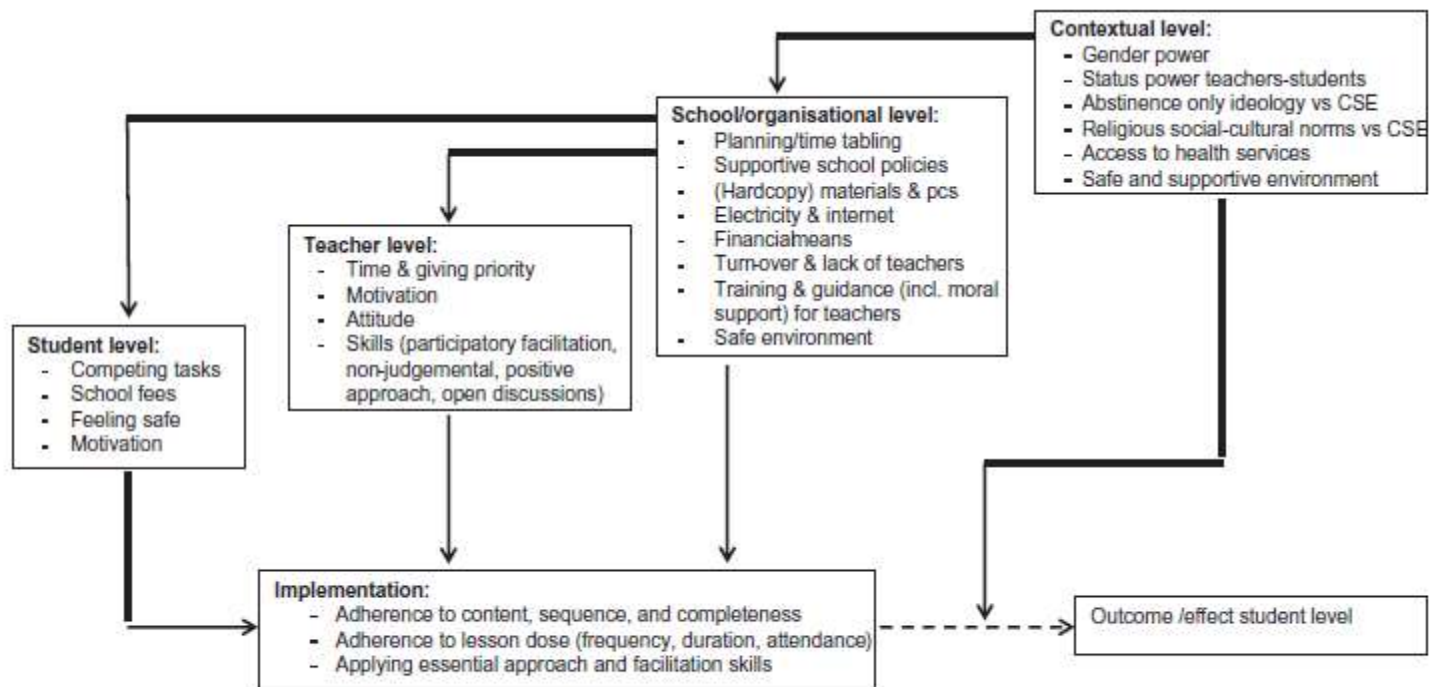 Contextual level:
- Gender power
- Status power teachers-students
- Abstinence only ideology vs CSE
- Religious social-cultural norms vs CSE
- Access to health services
- Safe and supportive environment
School/organisational level:
- Planning/time tabling
- Supportive school policies
- (Hardcopy) materials & pcs
- Electricity & internet
- Financialmeans
- Turn-over & lack of teachers
- Training & guidance (incl. moral
support) for teachers
- Safe environment
Teacher level:
- Time & giving priority
- Motivation
- Attitude
- Skills (participatory facilitation,
non-judgemental, positive
approach, open discussions)
Student level:
- Competing tasks
- School fees
- Feeling safe
- Motivation
Implementation:
- Adherence to content, sequence, and completeness
- Adherence to lesson dose (frequency, duration, attendance)
- Applying essential approach and facilitation skills
Outcome /effect student level